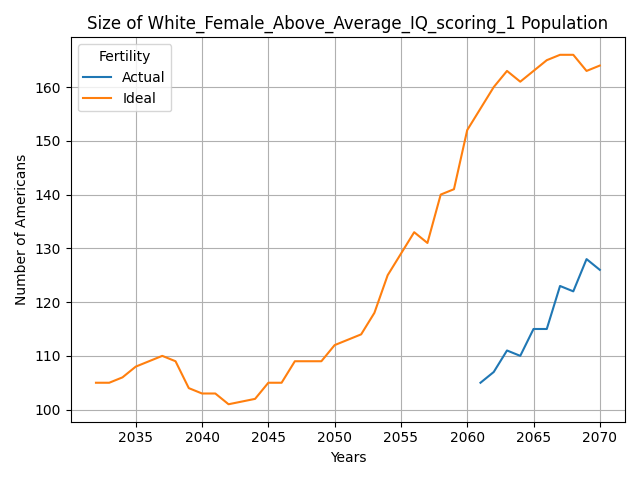 Size of White_Female_Above_Average_IQ_scoring_1 Population
Fertility
Actual
Ideal
Number of Americans
160
150
140
130
120
110
100
2035 2040 2045 2050 2055 2060 2065 2070
Years